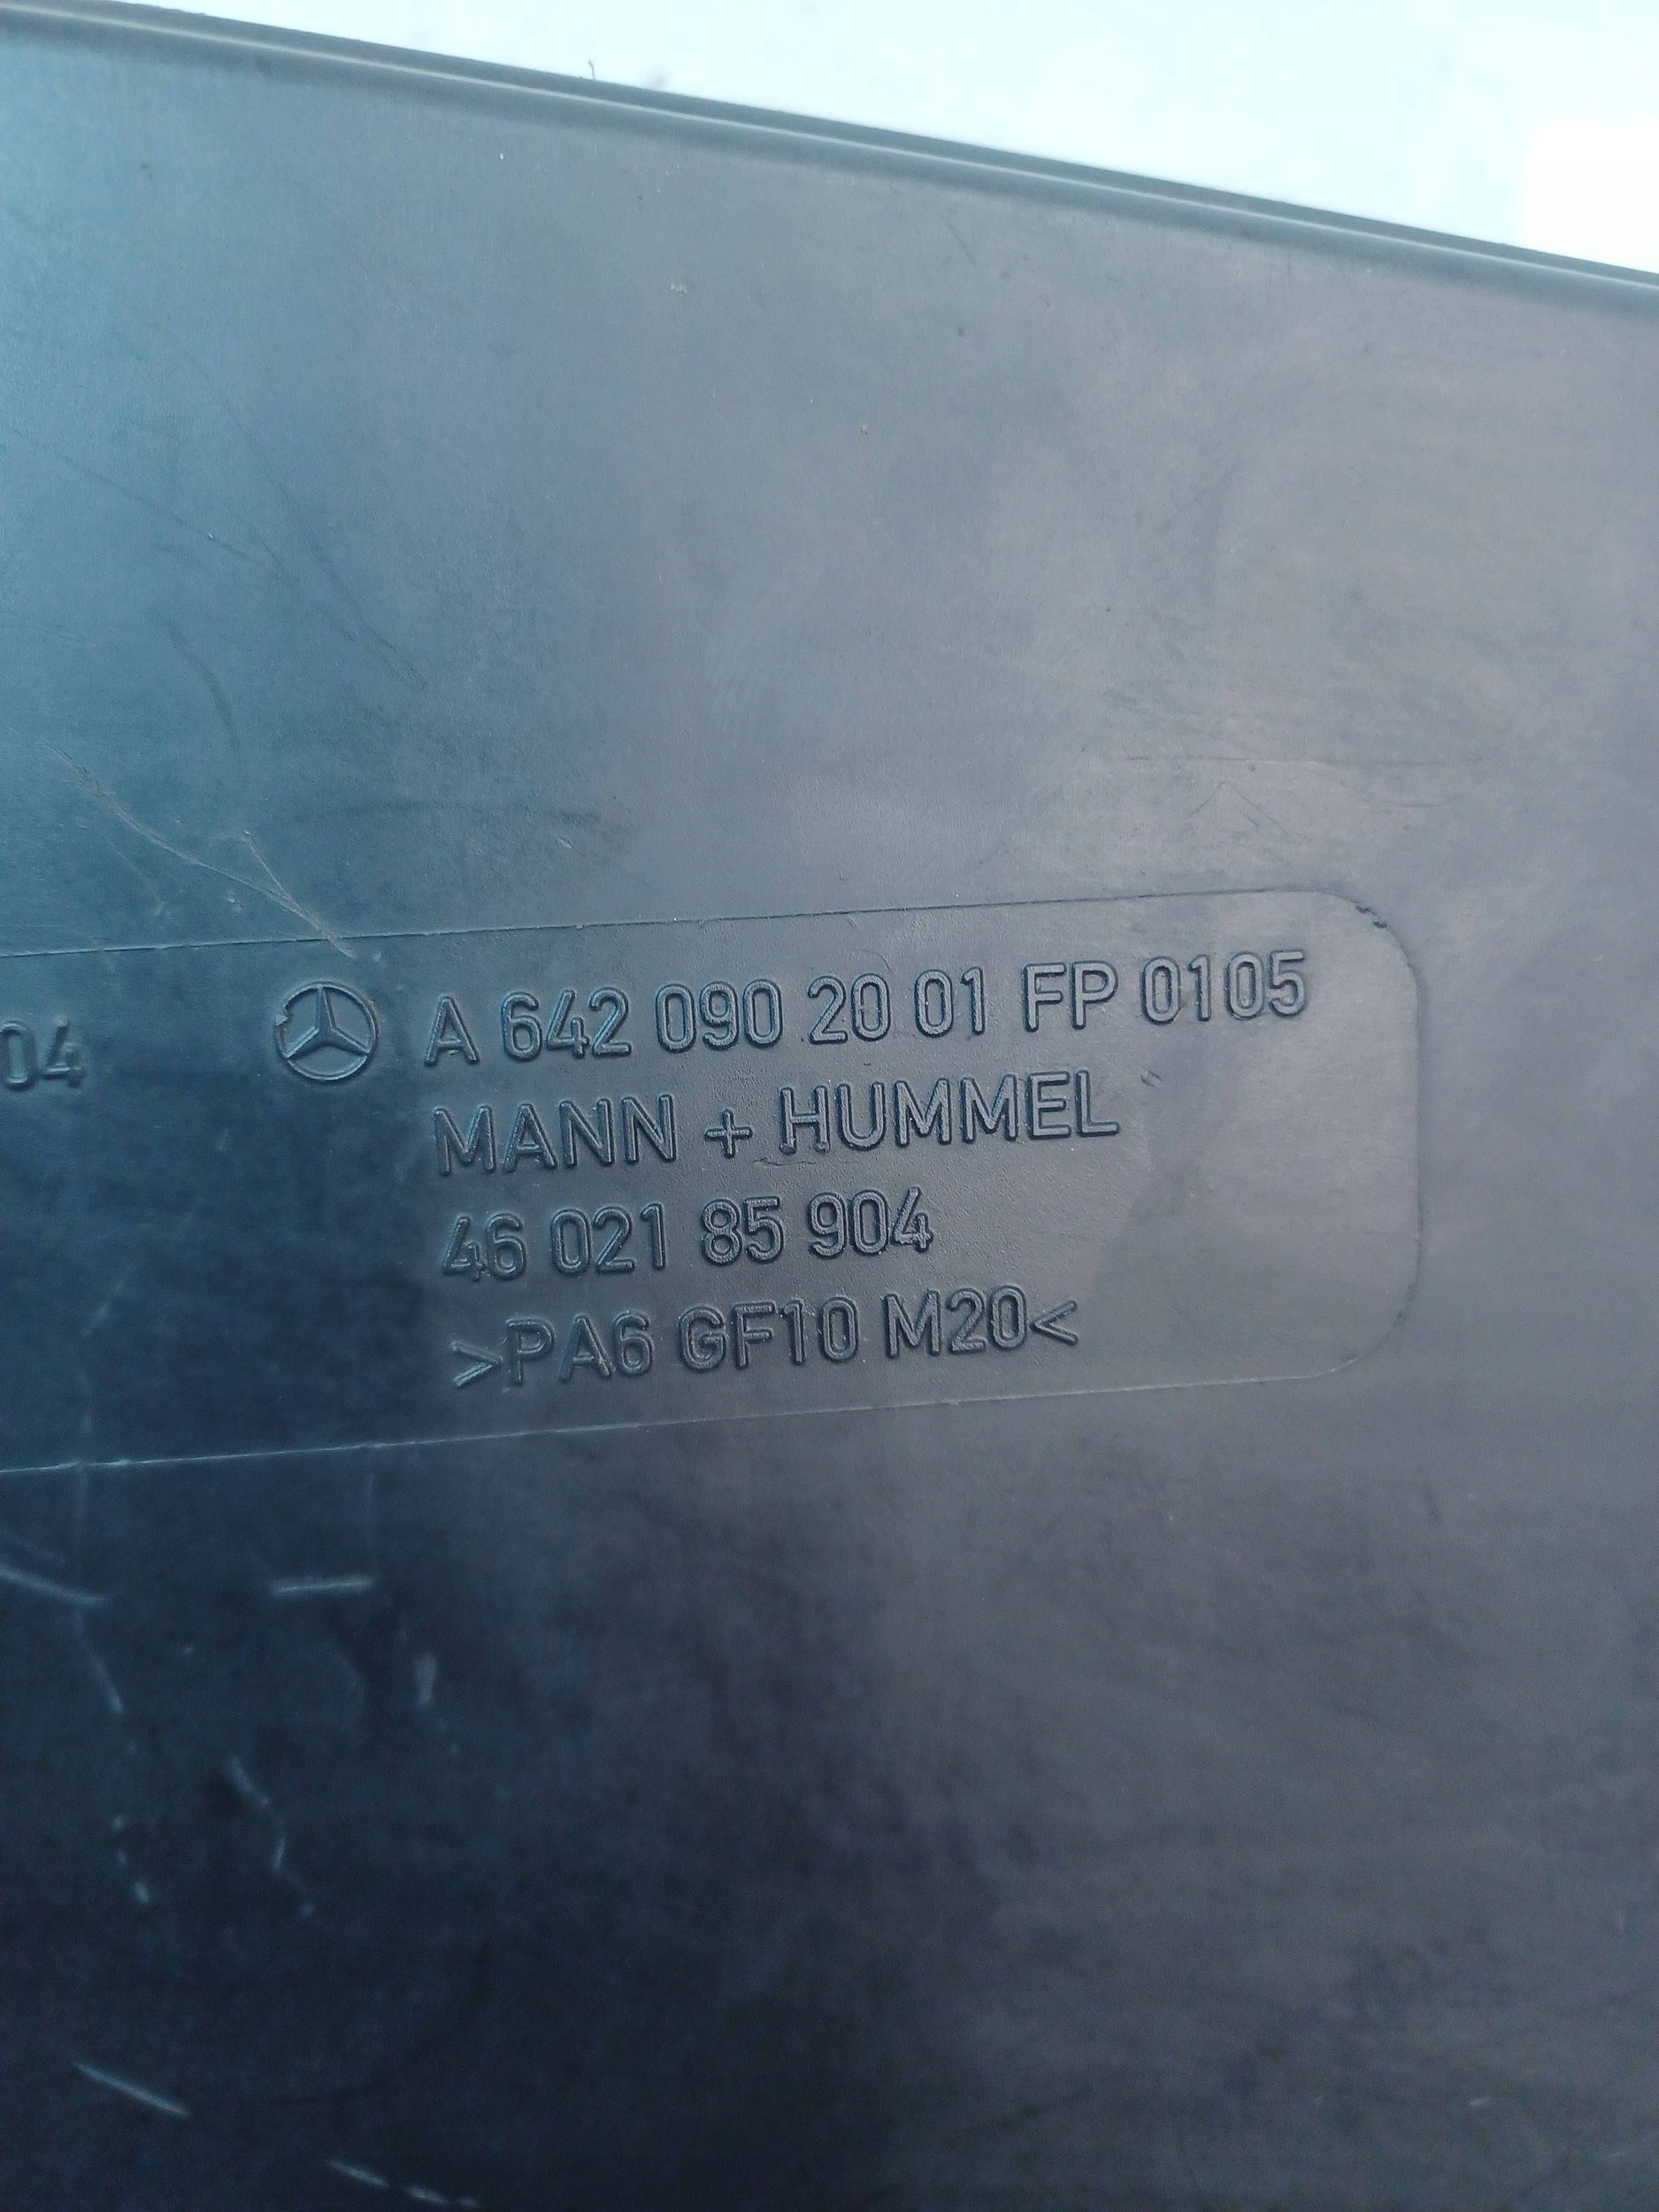 04
A 642 090 20 01 FP 0105
MANN + HUMMEL
46 021 85 904
>PA6 GF10 M20<